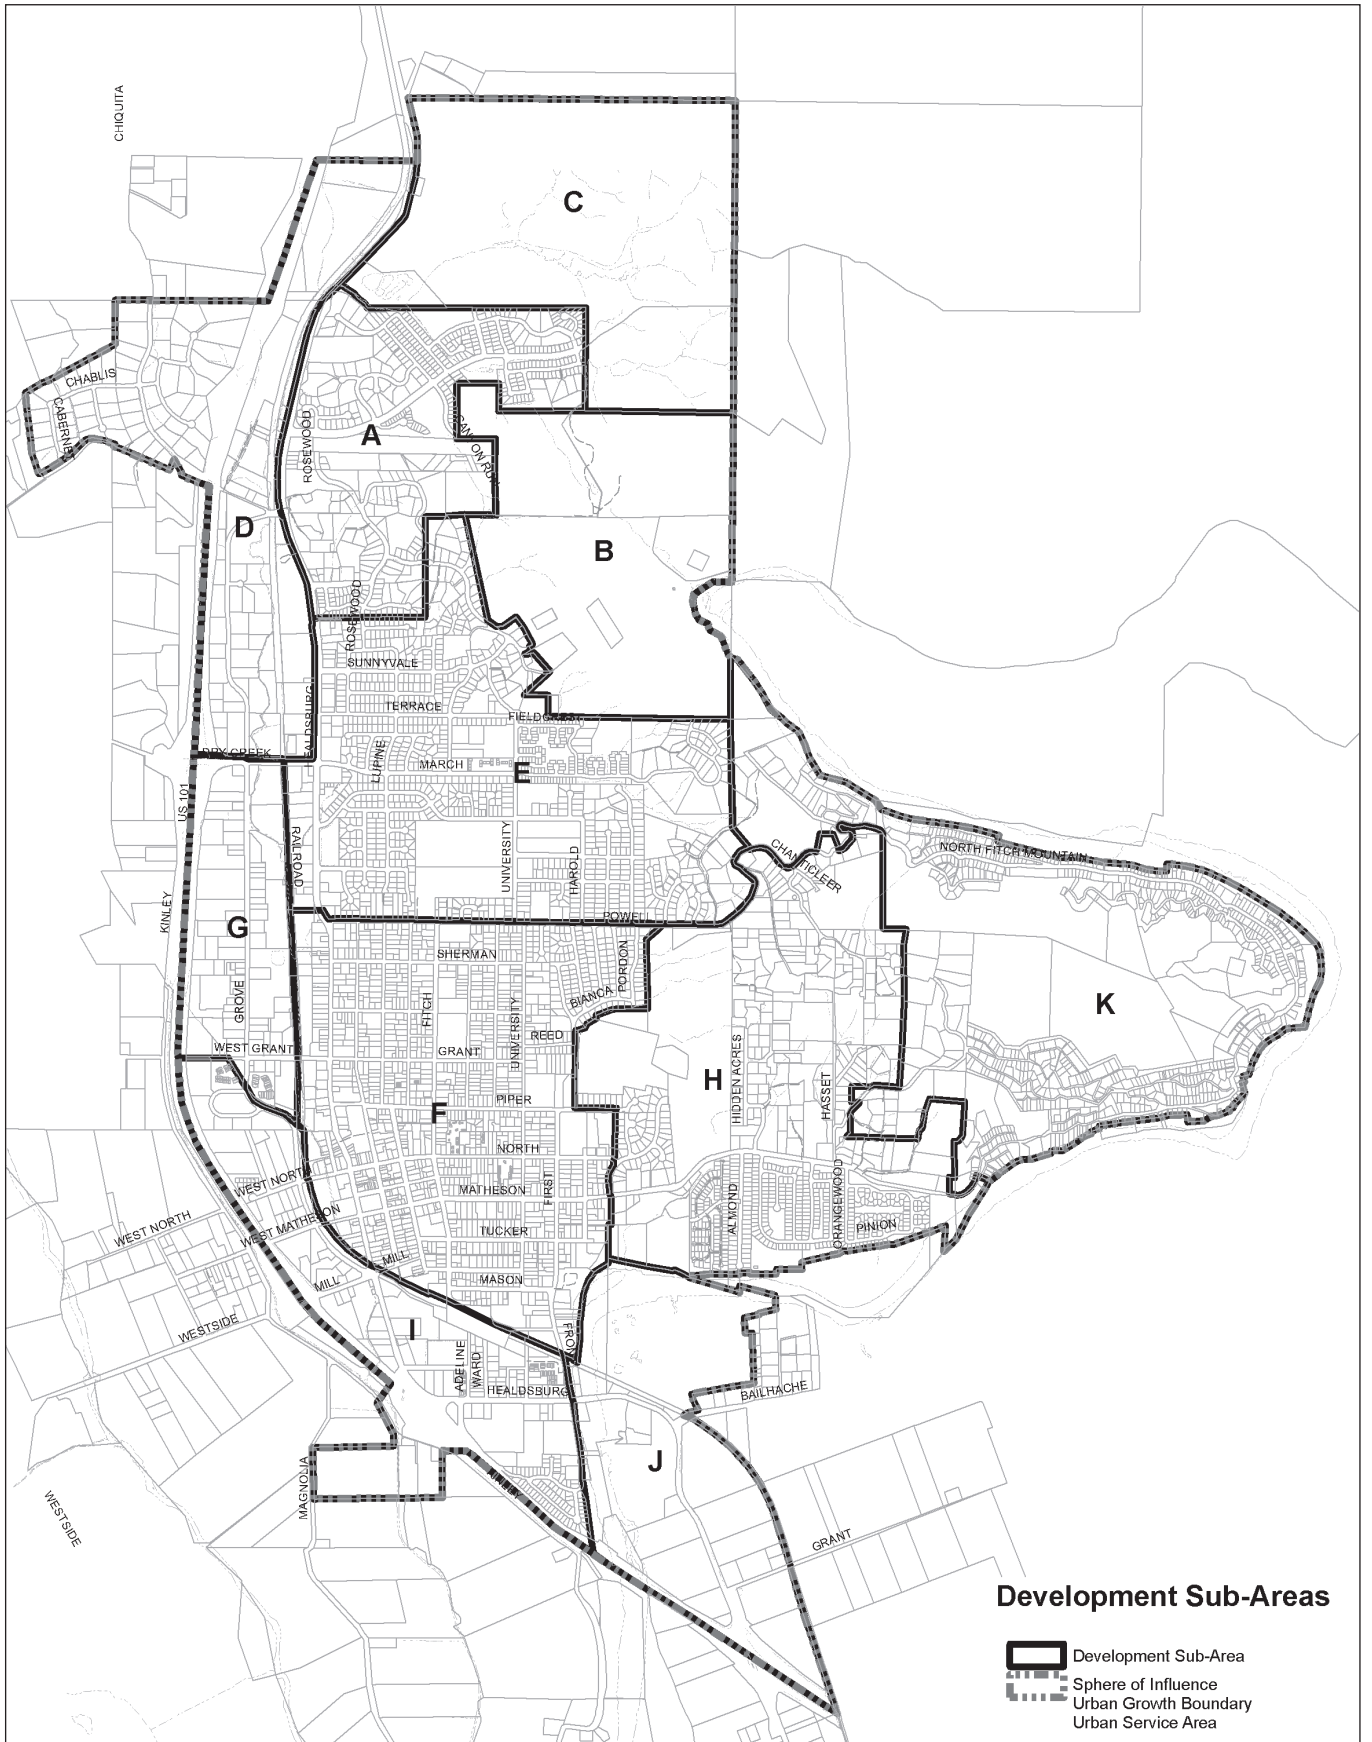 CHIQUITA
C
CHABLIS
CABERNET
ROSEWOOD
A
CANYON RUN
D
B
ROSEWOOD
SUNNYVALE
TERRACE
HEALDSBURG
FIELDCREST
DRY CREEK
LUPINE
MARCH
E
US 101
RAILROAD
UNIVERSITY
HAROLD
CHANTICLEER
NORTH FITCH MOUNTAIN
KINLEY
G
POWELL
SHERMAN
PORDON
BIANCA
GROVE
FITCH
UNIVERSITY
REED
K
WEST GRANT
GRANT
HIDDEN ACRES
H
HASSET
PIPER
F
NORTH
WEST NORTH
MATHESON
FIRST
ALMOND
ORANGEWOOD
WEST NORTH
WEST MATHESON
TUCKER
PINION
MILL
MILL
MASON
WESTSIDE
I
FRONT
ADELINE
WARD
HEALDSBURG
BAILHACHE
J
MAGNOLIA
KINLEY
WESTSIDE
GRANT
Development Sub-Areas
Development Sub-Area
Sphere of Influence
Urban Growth Boundary
Urban Service Area